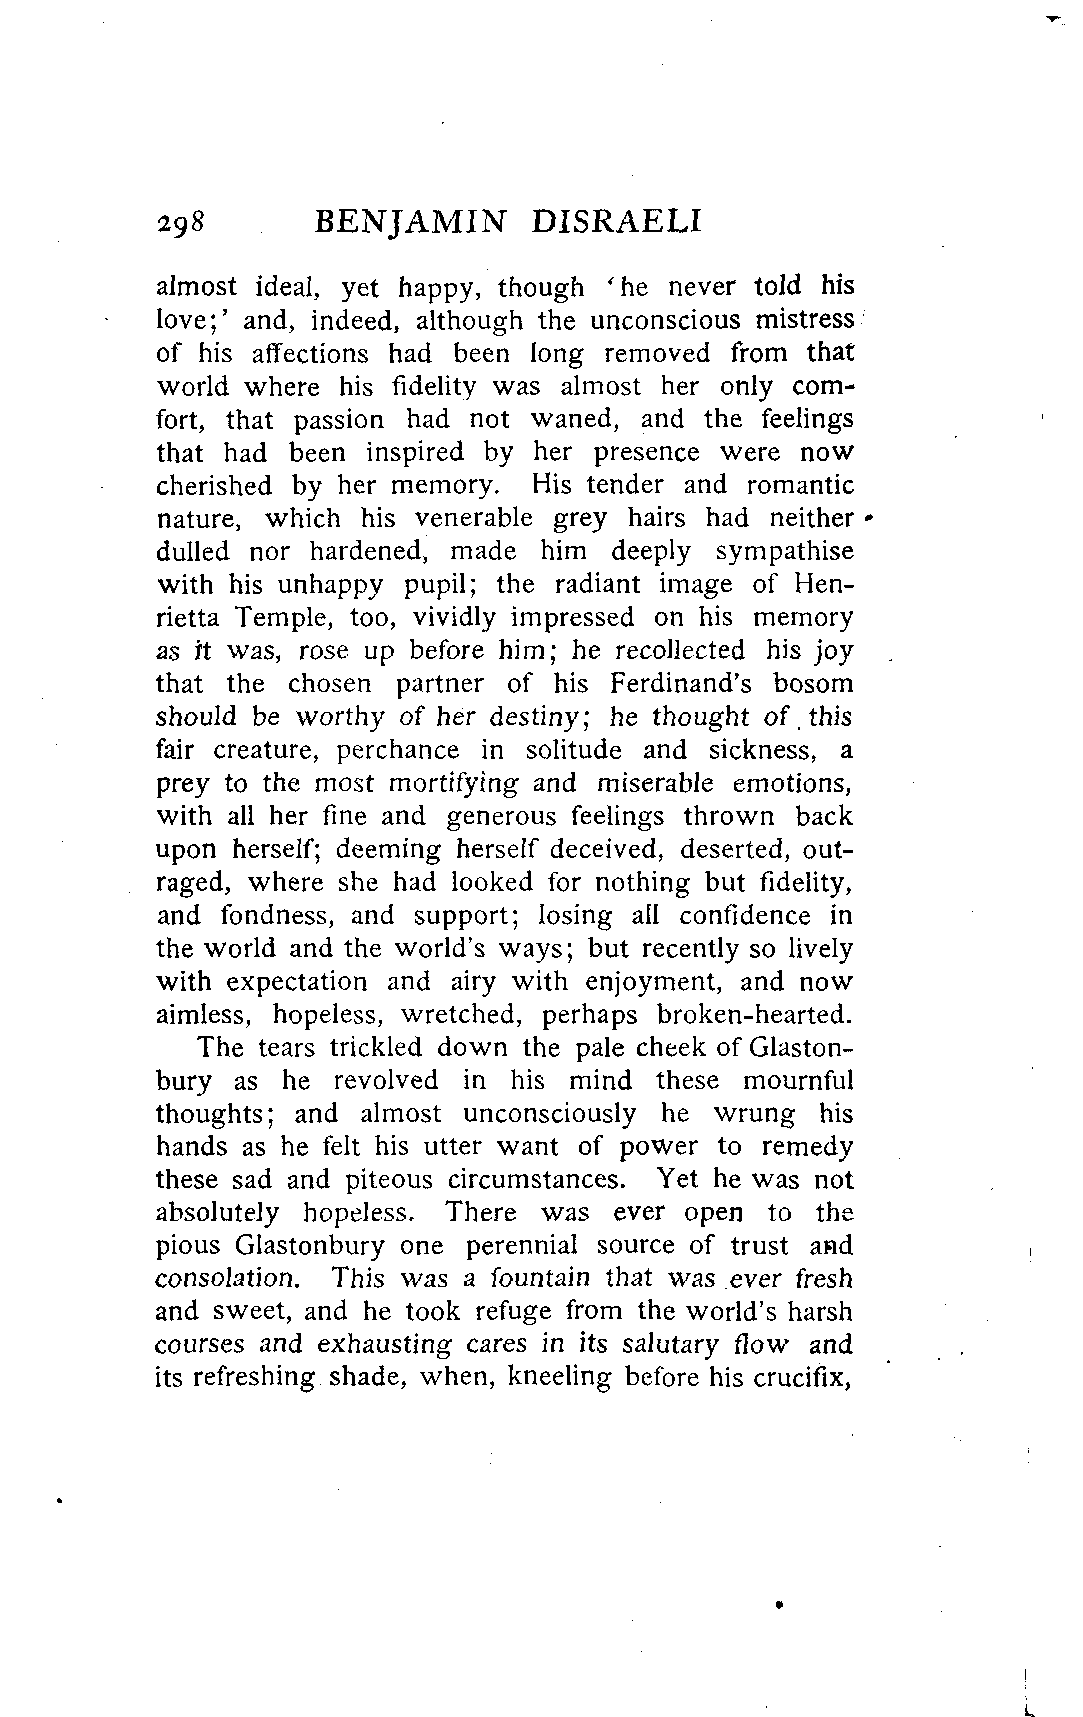 298 BENJAMIN DISRAELI
almost ideal, yet happy, though ‘he never told his
love;’ and, indeed, although the unconscious mistress
of his affections had been long removed from that
world where his fidelity was almost her only com-
fort, that passion had not waned, and the feelings
that had been inspired by her presence were now
cherished by her memory. His tender and romantic
nature, which his venerable grey hairs had neither
dulled nor hardened, made him deeply sympathise
with his unhappy pupil; the radiant image of Hen-
rietta Temple, too, vividly impressed on his memory
as it was, rose up before him; he recollected his joy
that the chosen partner of his Ferdinand's bosom
should be worthy of her destiny; he thought of this
fair creature, perchance in solitude and sickness, a
prey to the most mortifying and miserable emotions,
with all her fine and generous feelings thrown back
upon herself; deeming herself deceived, deserted, out-
raged, where she had looked for nothing but fidelity,
and fondness, and support; losing all confidence in
the world and the world's ways; but recently so lively
with expectation and airy with enjoyment, and now
aimless, hopeless, wretched, perhaps broken-hearted.
The tears trickled down the pale cheek of Glaston-
bury as he revolved in his mind these mournful
thoughts; and almost unconsciously he wrung his
hands as he felt his utter want of power to remedy
these sad and piteous circumstances. Yet he was not
absolutely hopeless. There was ever open to the
pious Glastonbury one perennial source of trust and
consolation. This was a fountain that was ever fresh
and sweet, and he took refuge from the world's harsh
courses and exhausting cares in its salutary flow and
its refreshing shade, when, kneeling before his crucifix,